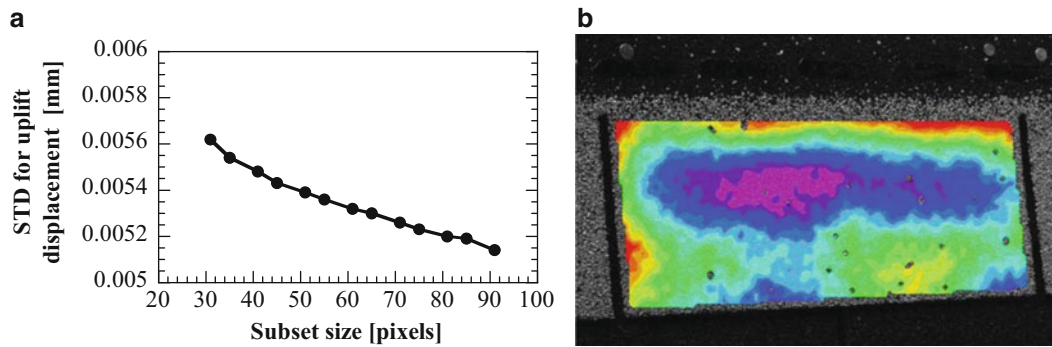 a
STD for uplift
displacement [mm]
0.006
0.0058
0.0056
0.0054
0.0052
0.005
20 30 40 50 60 70 80 90 100
Subset size [pixels]
b